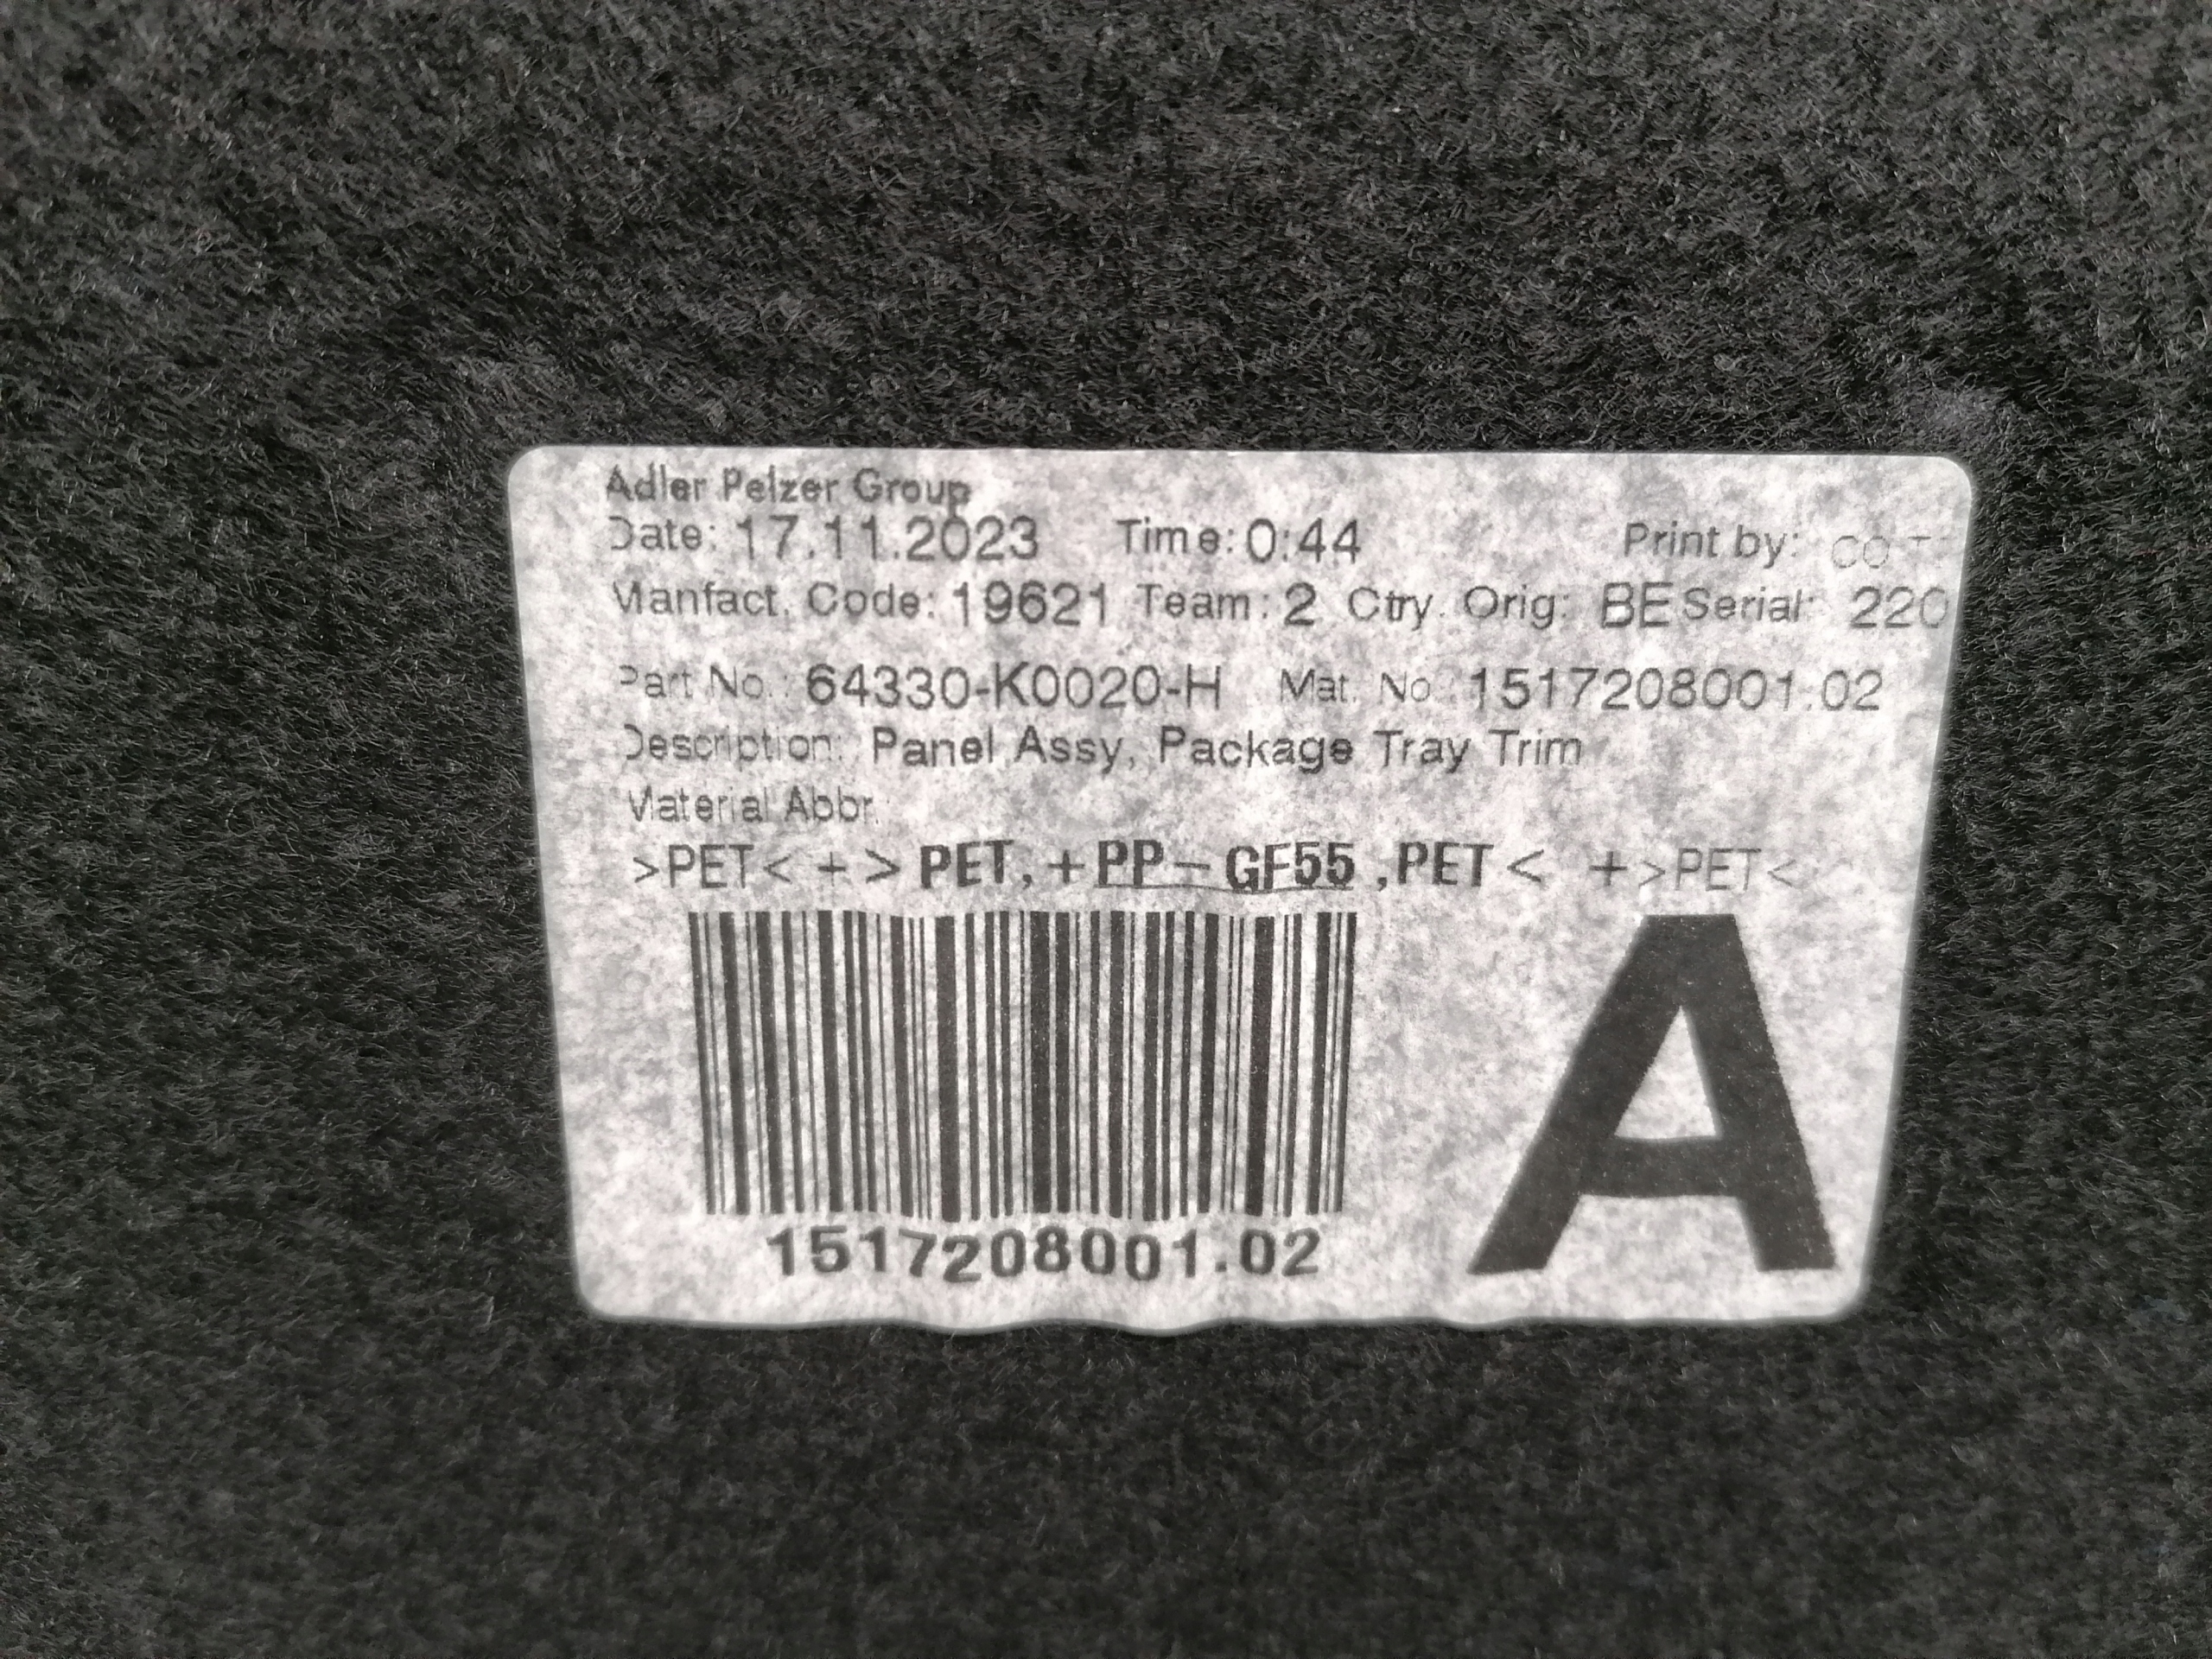 Adler Pelzer Group
Date: 17.11.2023 Time: 0:44 Print by:
Manfact. Code: 19621 Team: 2 Ctry. Orig: BE Serial: 220
Part No.: 64330-K0020-H Mat. No.: 1517208001.02
Description: Panel Assy, Package Tray Trim
Material Abbr.
>PET< + > PET, +PP-GF55 ,PET < + >PET<
A
1517208001.02